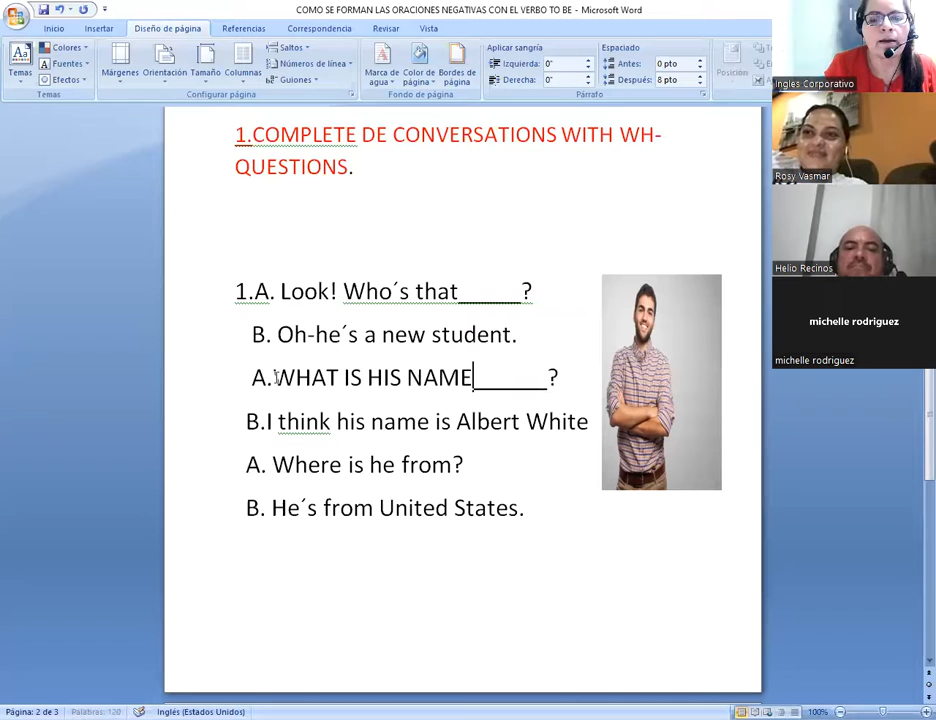 COMO SE FORMAN LAS ORACIONES NEGATIVAS CON EL VERBO TO BE - Microsoft Word
Inicio Insertar Diseño de página Referencias Correspondencia Revisar Vista
Temas
Colores
Fuentes
Efectos
Temas
Márgenes
Orientación
Tamaño
Columnas
Saltos
Números de línea
Guiones
Configurar página
Marca de agua
Color de página
Bordes de página
Fondo de página
Aplicar sangría
Izquierda: 0"
Derecha: 0"
Espaciado
Antes: 0 pto
Después: 8 pto
Párrafo
Posición
Ingles Corporativo
Rosy Vasmar
Helio Recinos
michelle rodriguez
michelle rodriguez
1.COMPLETE DE CONVERSATIONS WITH WH-
QUESTIONS.
1.A. Look! Who´s that_____?
B. Oh-he´s a new student.
A.WHAT IS HIS NAME______?
B.I think his name is Albert White
A. Where is he from?
B. He´s from United States.
Página: 2 de 3 Palabras: 120 Inglés (Estados Unidos) 100%